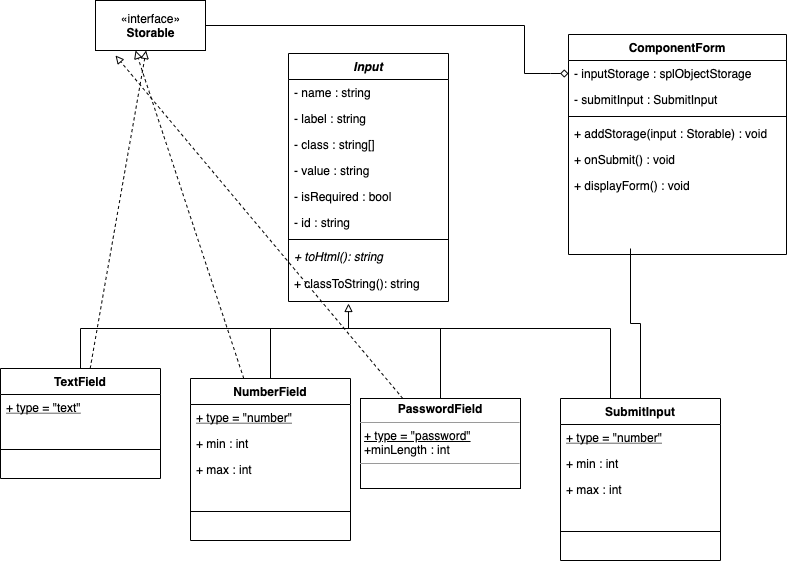 «interface»
Storable
Input
- name : string
- label : string
- class : string[]
- value : string
- isRequired : bool
- id : string
+ toHtml(): string
+ classToString(): string
ComponentForm
- inputStorage : splObjectStorage
- submitInput : SubmitInput
+ addStorage(input : Storable) : void
+ onSubmit() : void
+ displayForm() : void
TextField
+ type = "text"
NumberField
+ type = "number"
+ min : int
+ max : int
PasswordField
+ type = "password"
+minLength : int
SubmitInput
+ type = "number"
+ min : int
+ max : int